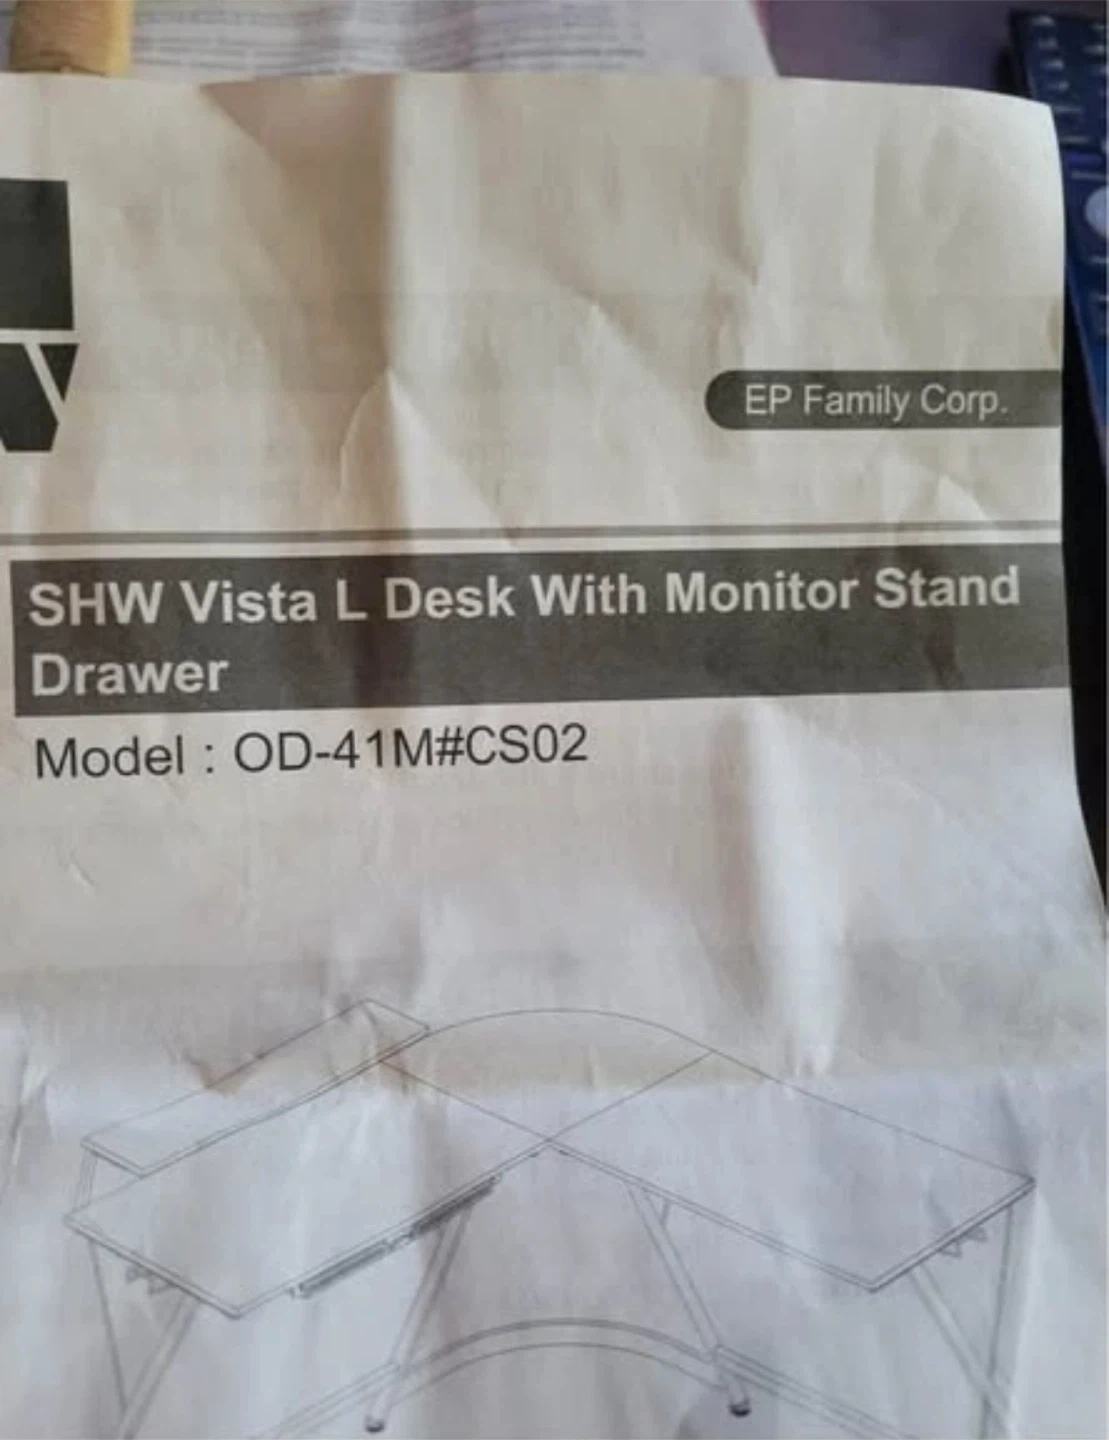 EP Family Corp.
SHW Vista L Desk With Monitor Stand
Drawer
Model : OD-41M#CS02